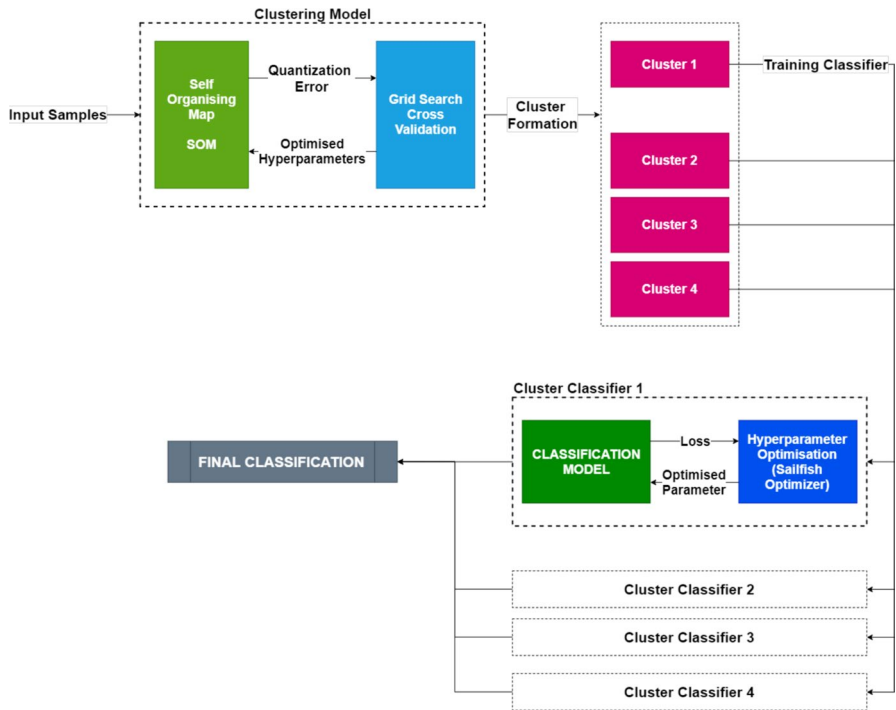 Clustering Model
Input Samples
Self
Organising
Map
SOM
Quantization
Error
Optimised
Hyperparameters
Grid Search
Cross
Validation
Cluster
Formation
Cluster 1
Training Classifier
Cluster 2
Cluster 3
Cluster 4
Cluster Classifier 1
FINAL CLASSIFICATION
CLASSIFICATION
MODEL
Loss
Optimised
Parameter
Hyperparameter
Optimisation
(Sailfish
Optimizer)
Cluster Classifier 2
Cluster Classifier 3
Cluster Classifier 4